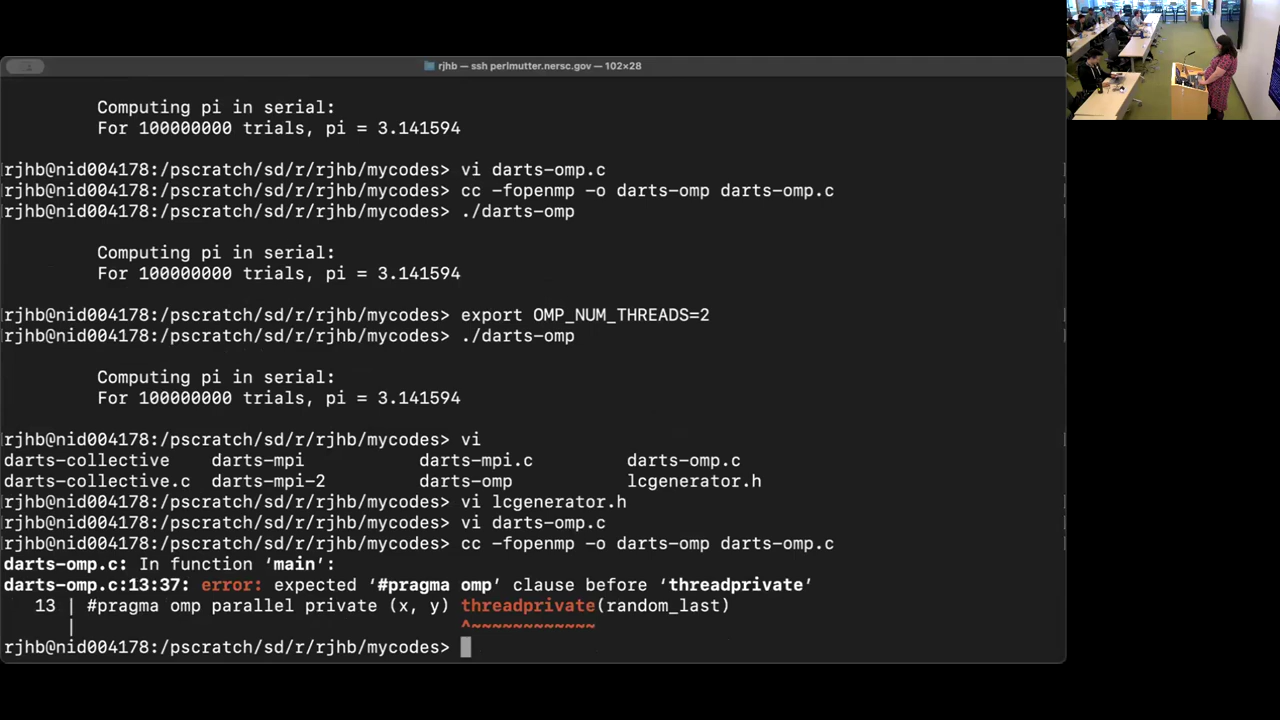 rjhb — ssh perlmutter.nersc.gov — 102×28
Computing pi in serial:
For 100000000 trials, pi = 3.141594
rjhb@nid004178:/pscratch/sd/r/rjhb/mycodes> vi darts-omp.c
rjhb@nid004178:/pscratch/sd/r/rjhb/mycodes> cc -fopenmp -o darts-omp darts-omp.c
rjhb@nid004178:/pscratch/sd/r/rjhb/mycodes> ./darts-omp
Computing pi in serial:
For 100000000 trials, pi = 3.141594
rjhb@nid004178:/pscratch/sd/r/rjhb/mycodes> export OMP_NUM_THREADS=2
rjhb@nid004178:/pscratch/sd/r/rjhb/mycodes> ./darts-omp
Computing pi in serial:
For 100000000 trials, pi = 3.141594
rjhb@nid004178:/pscratch/sd/r/rjhb/mycodes> vi
darts-collective    darts-mpi           darts-mpi.c         darts-omp.c
darts-collective.c  darts-mpi-2         darts-omp           lcgenerator.h
rjhb@nid004178:/pscratch/sd/r/rjhb/mycodes> vi lcgenerator.h
rjhb@nid004178:/pscratch/sd/r/rjhb/mycodes> vi darts-omp.c
rjhb@nid004178:/pscratch/sd/r/rjhb/mycodes> cc -fopenmp -o darts-omp darts-omp.c
darts-omp.c: In function ‘main’:
darts-omp.c:13:37: error: expected ‘#pragma omp’ clause before ‘threadprivate’
   13 | #pragma omp parallel private (x, y) threadprivate(random_last)
      |                                     ^~~~~~~~~~~~~
rjhb@nid004178:/pscratch/sd/r/rjhb/mycodes>